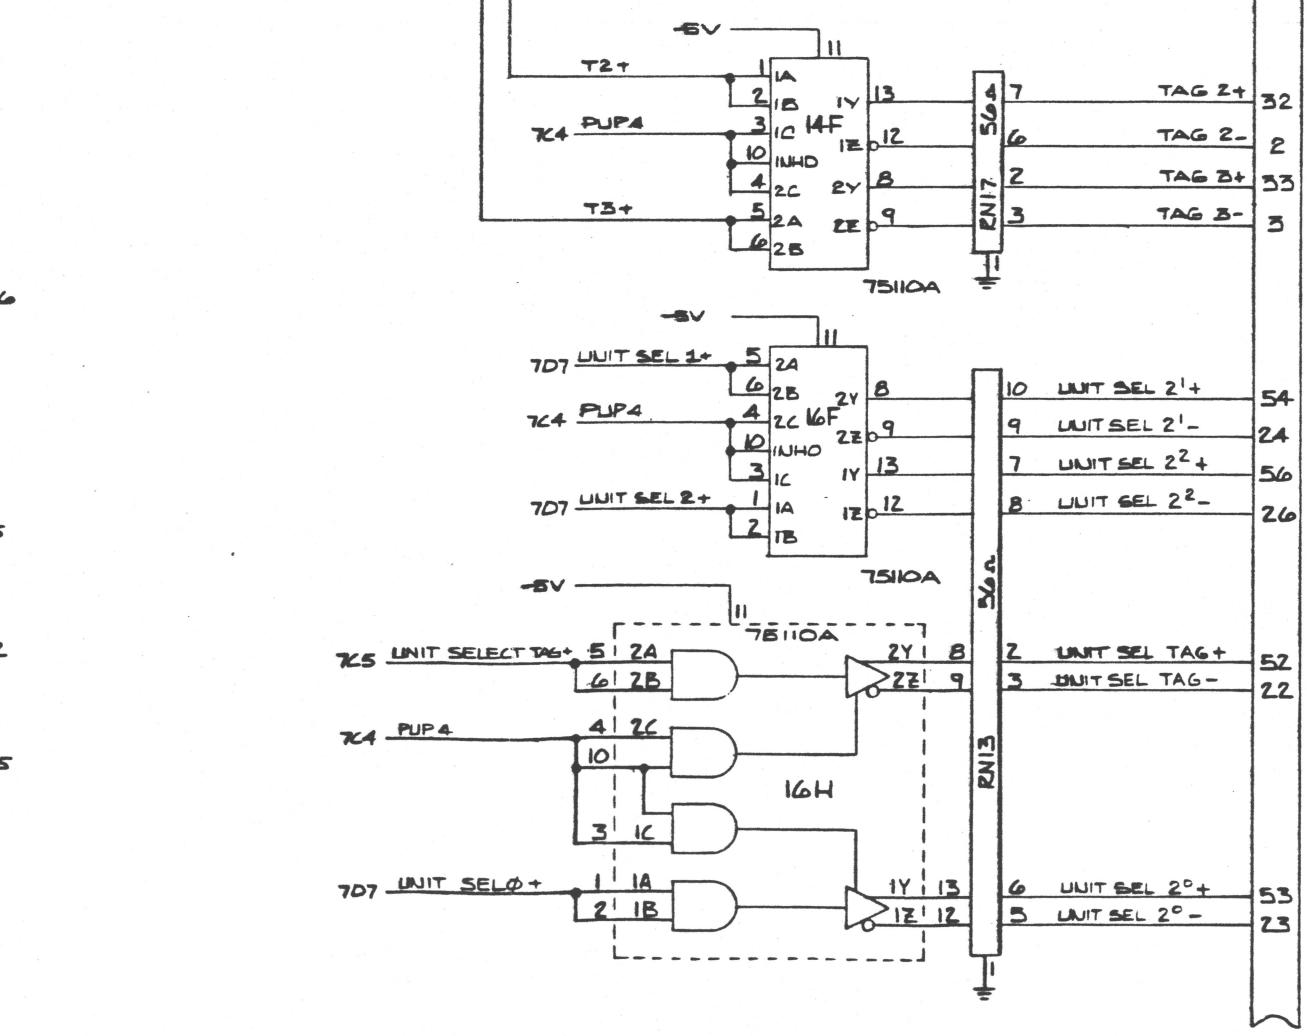 -5V
11
T2+ 1 1A
2 1B 1Y 13 7 TAG 2+ 32
7C4 PUP4 3 1C 14F 564
1Z 12 6 TAG 2- 2
10 INHD
4 2C 2Y 8 2 TAG 3+ 33
T3+ 5 2A 2Z 9 RN17 3 TAG 3- 3
6 2B
1
75110A
6
-5V
11
7D7 UNIT SEL 1+ 5 2A
6 2B 2Y 8 10 UNIT SEL 2¹+ 54
7C4 PUP4 4 2C 16F
2Z 9 9 UNIT SEL 2¹- 24
10 INHD
3 1C 1Y 13 7 UNIT SEL 2²+ 56
7D7 UNIT SEL 2+ 1 1A 1Z 12 8 UNIT SEL 2²- 26
2 1B
75110A
56Ω
-5V
11
75110A
7C5 UNIT SELECT TAG+ 5 2A 2Y 8 2 UNIT SEL TAG+ 52
6 2B 2Z 9 3 UNIT SEL TAG- 22
7C4 PUP4 4 2C
10
RN13
16H
3 1C
7D7 UNIT SELØ+ 1 1A 1Y 13 6 UNIT SEL 2⁰+ 53
2 1B 1Z 12 5 UNIT SEL 2⁰- 23
1